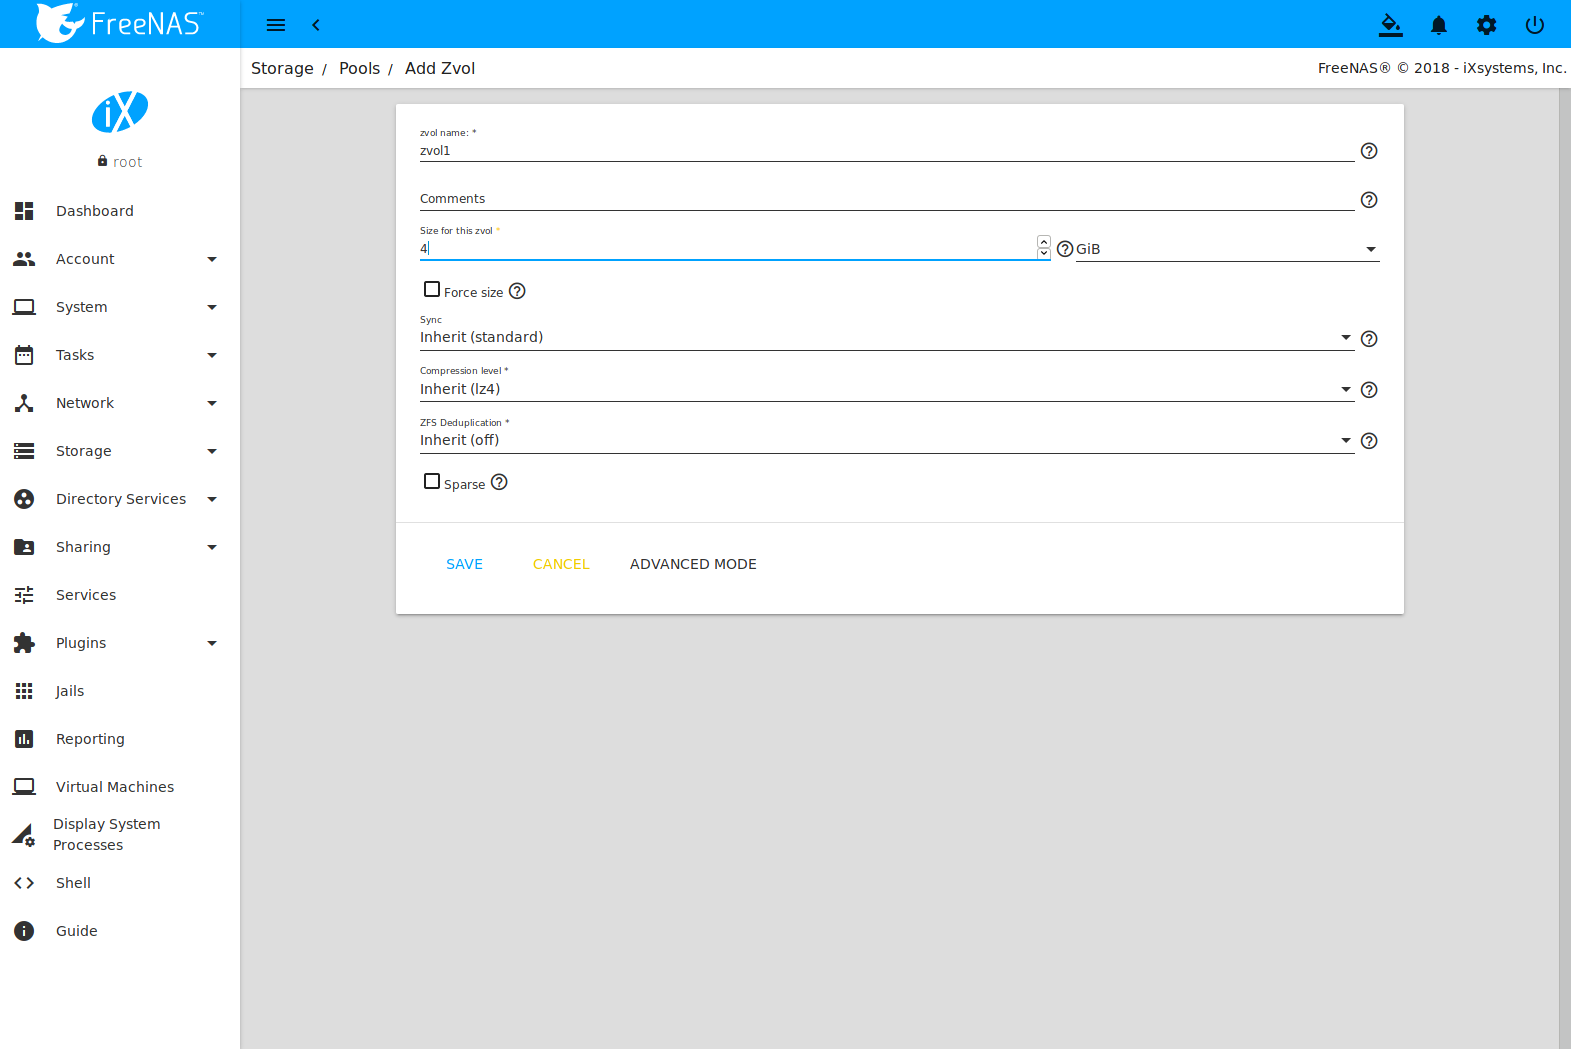 FreeNAS™
Storage / Pools / Add Zvol
FreeNAS® © 2018 - iXsystems, Inc.
iX
root
Dashboard
Account
System
Tasks
Network
Storage
Directory Services
Sharing
Services
Plugins
Jails
Reporting
Virtual Machines
Display System
Processes
Shell
Guide
zvol name: *
zvol1
Comments
Size for this zvol *
4
GiB
Force size
Sync
Inherit (standard)
Compression level *
Inherit (lz4)
ZFS Deduplication *
Inherit (off)
Sparse
SAVE CANCEL ADVANCED MODE